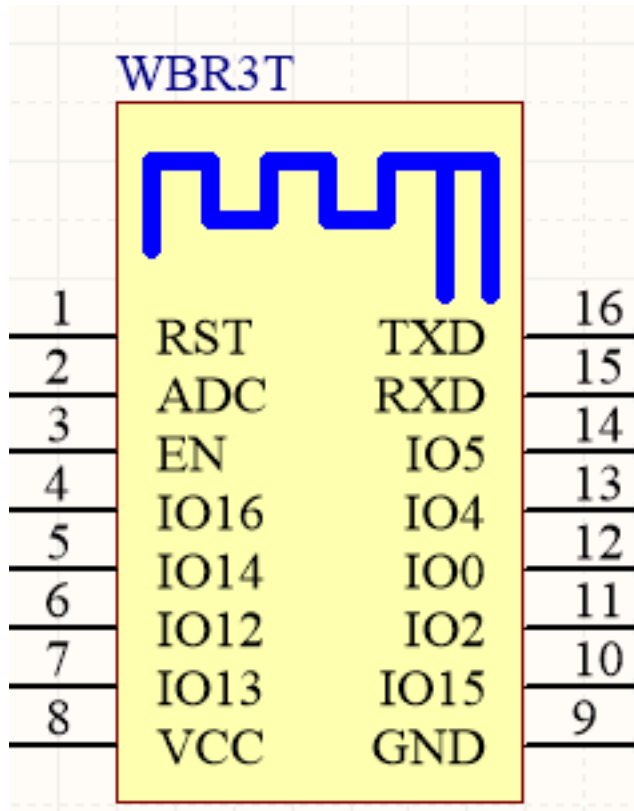 WBR3T
1 RST TXD 16
2 ADC RXD 15
3 EN IO5 14
4 IO16 IO4 13
5 IO14 IO0 12
6 IO12 IO2 11
7 IO13 IO15 10
8 VCC GND 9